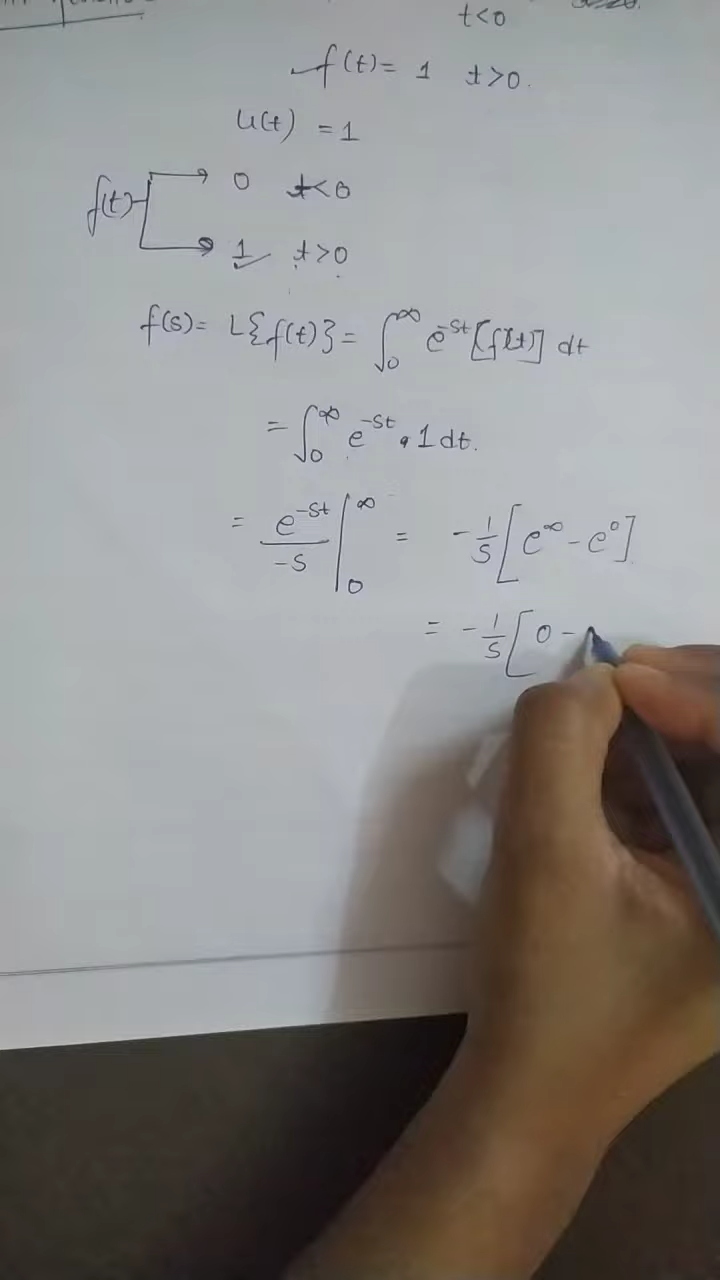 t<0
f(t) = 1 t>0.
u(t) = 1
f(t) 0 t<0
1 t>0
f(s) = L{f(t)} = ∫₀^∞ e^-st [f(t)] dt
= ∫₀^∞ e^-st . 1 dt.
= e^-st / -s |₀^∞ = -1/s [e^∞ - e^0]
= -1/s [0 -